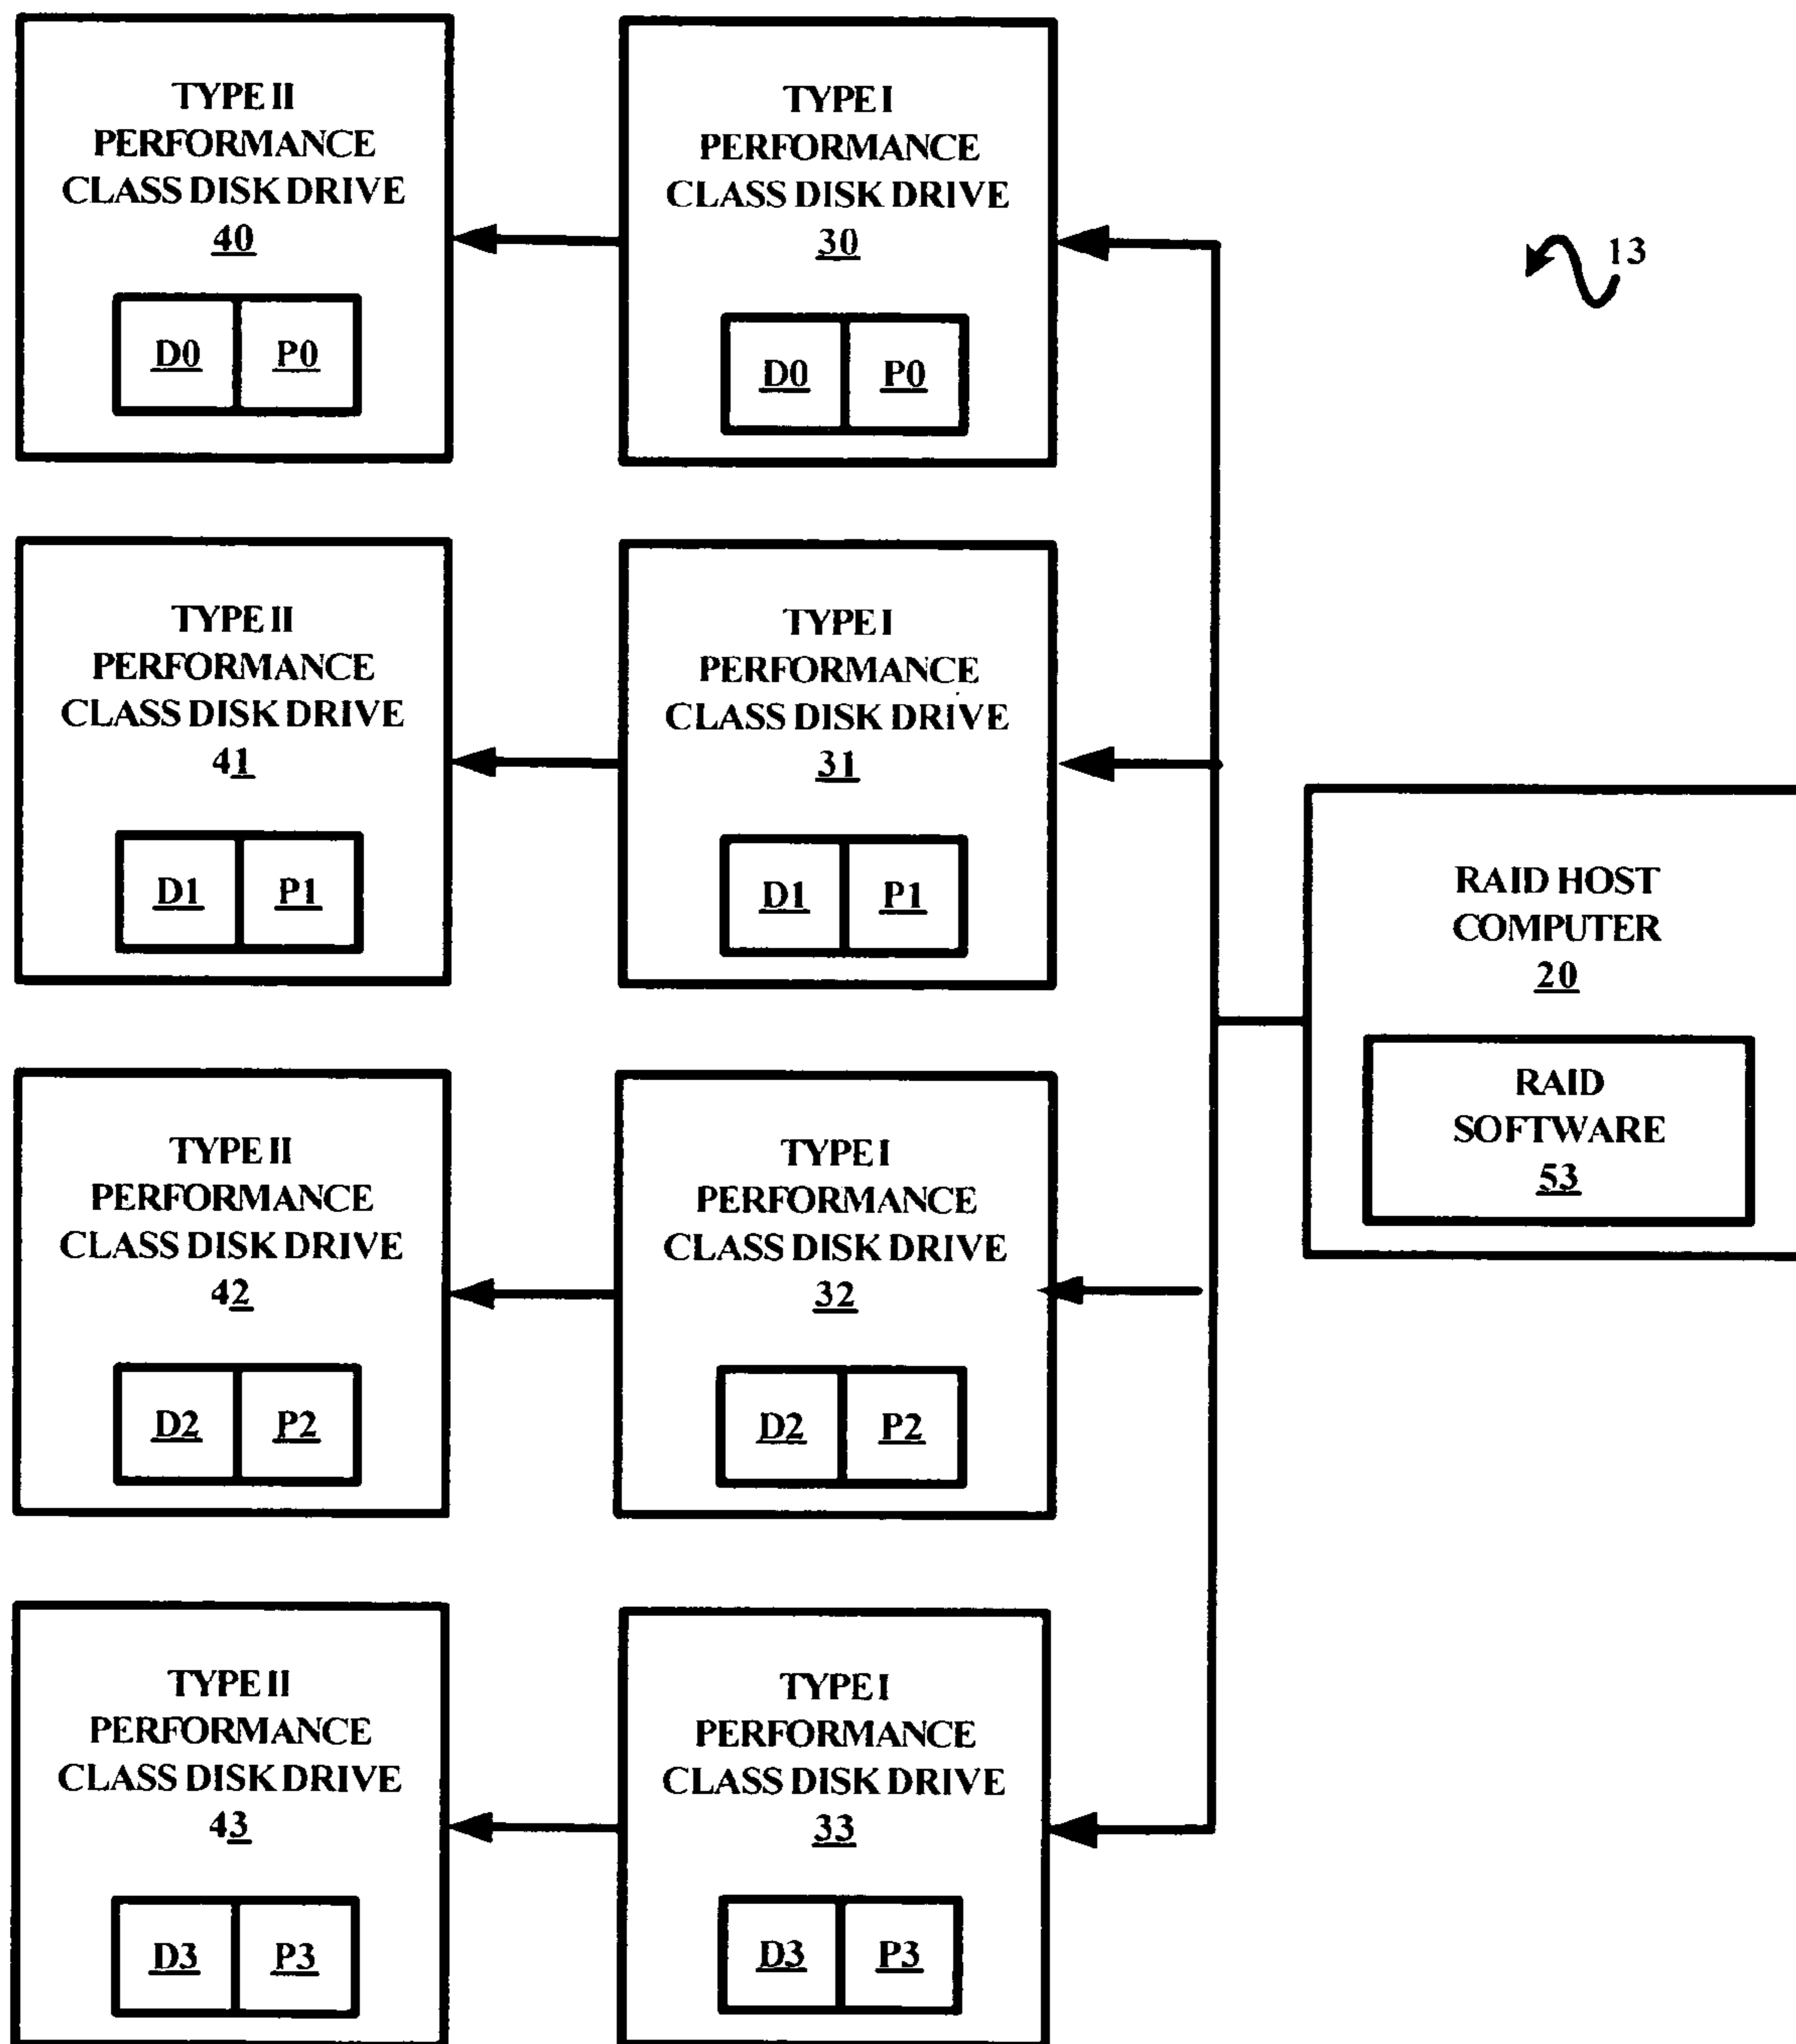 TYPE II
PERFORMANCE
CLASS DISK DRIVE
40
D0 P0
TYPE I
PERFORMANCE
CLASS DISK DRIVE
30
D0 P0
13
TYPE II
PERFORMANCE
CLASS DISK DRIVE
41
D1 P1
TYPE I
PERFORMANCE
CLASS DISK DRIVE
31
D1 P1
RAID HOST
COMPUTER
20
RAID
SOFTWARE
53
TYPE II
PERFORMANCE
CLASS DISK DRIVE
42
D2 P2
TYPE I
PERFORMANCE
CLASS DISK DRIVE
32
D2 P2
TYPE II
PERFORMANCE
CLASS DISK DRIVE
43
D3 P3
TYPE I
PERFORMANCE
CLASS DISK DRIVE
33
D3 P3